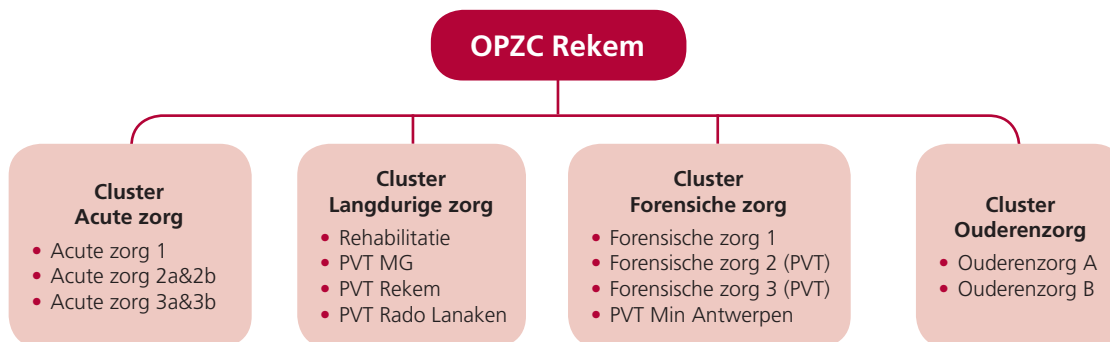 OPZC Rekem
Cluster
Acute zorg
• Acute zorg 1
• Acute zorg 2a&2b
• Acute zorg 3a&3b
Cluster
Langdurige zorg
• Rehabilitatie
• PVT MG
• PVT Rekem
• PVT Rado Lanaken
Cluster
Forensiche zorg
• Forensische zorg 1
• Forensische zorg 2 (PVT)
• Forensische zorg 3 (PVT)
• PVT Min Antwerpen
Cluster
Ouderenzorg
• Ouderenzorg A
• Ouderenzorg B